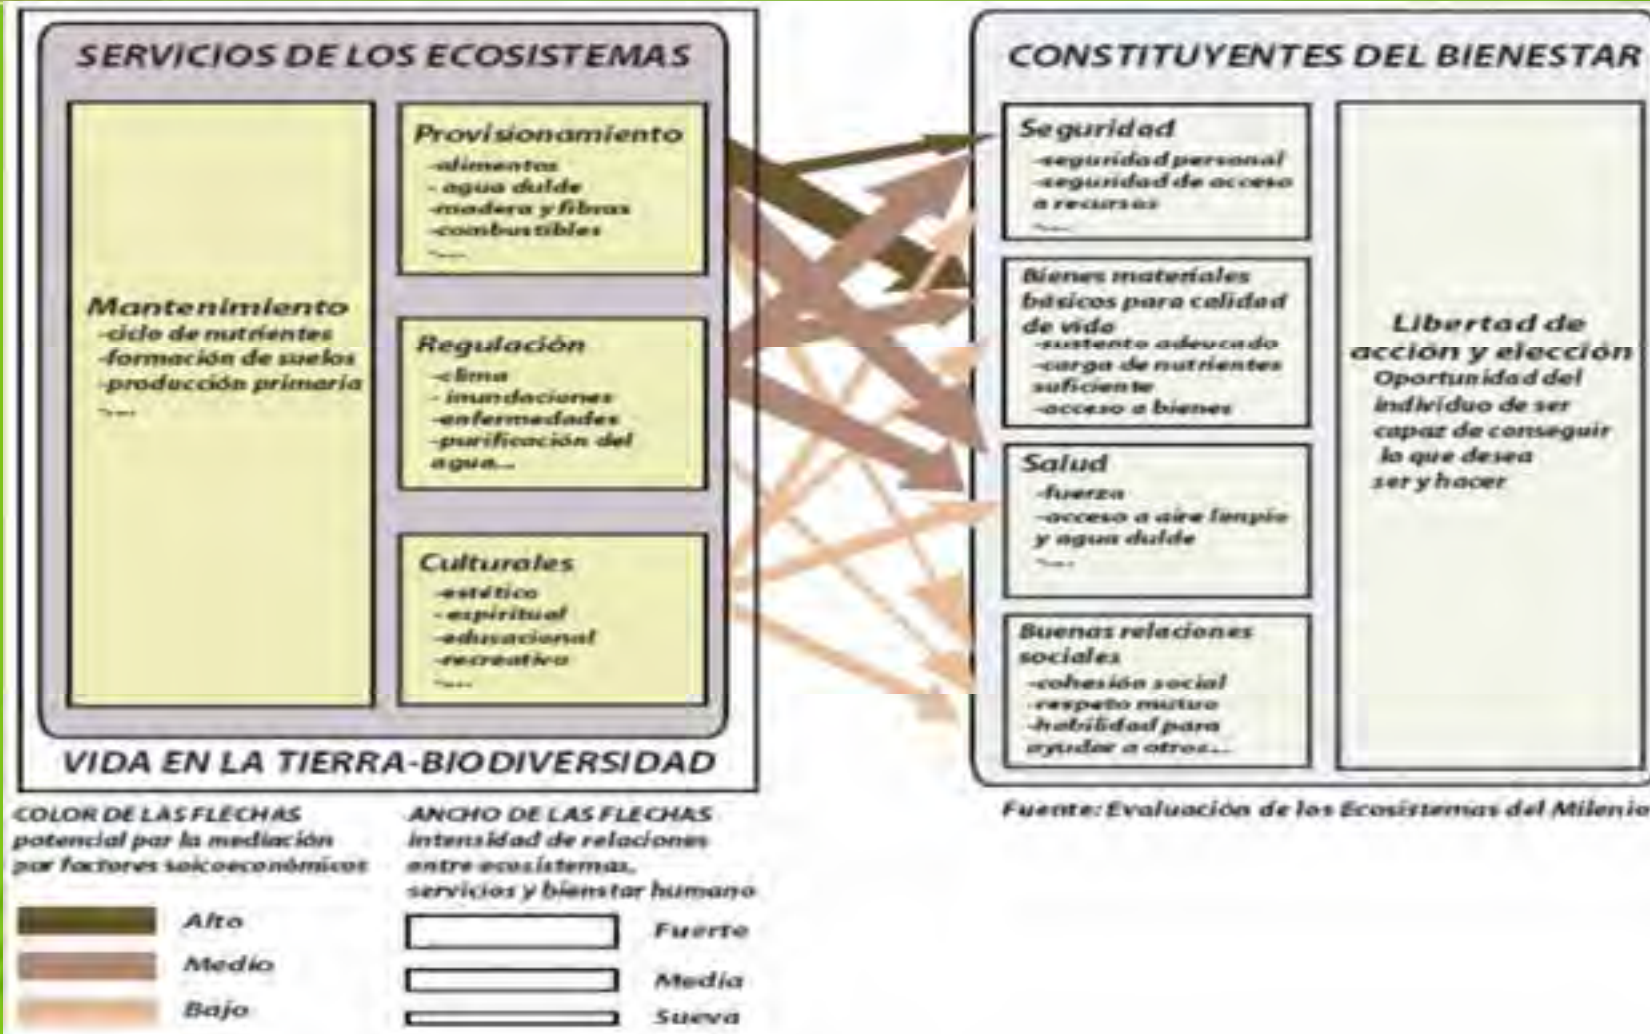 SERVICIOS DE LOS ECOSISTEMAS
Mantenimiento
-ciclo de nutrientes
-formación de suelos
-producción primaria
Provisionamiento
-alimentos
- agua dulde
-madera y fibras
-combustibles
Regulación
-clima
- inundaciones
-enfermedades
-purificación del
agua...
Culturales
-estético
- espiritual
-educacional
-recreativo
VIDA EN LA TIERRA-BIODIVERSIDAD
CONSTITUYENTES DEL BIENESTAR
Seguridad
-seguridad personal
-seguridad de acceso
a recursos
Bienes materiales
básicos para calidad
de vida
-sustento adeucado
-carga de nutrientes
suficiente
-acceso a bienes
Salud
-fuerza
-acceso a aire limpio
y agua dulde
Buenas relaciones
sociales
-cohesión social
-respeto mutuo
-habilidad para
ayudar a otros...
Libertad de
acción y elección
Oportunidad del
individuo de ser
capaz de conseguir
lo que desea
ser y hacer
Fuente: Evaluación de los Ecosistemas del Milenio
COLOR DE LAS FLECHAS
potencial par la mediación
por factores soicoeconómicos
Alto
Medio
Bajo
ANCHO DE LAS FLECHAS
intensidad de relaciones
entre ecosistemas,
servicios y bienstar humano
Fuerte
Media
Sueva